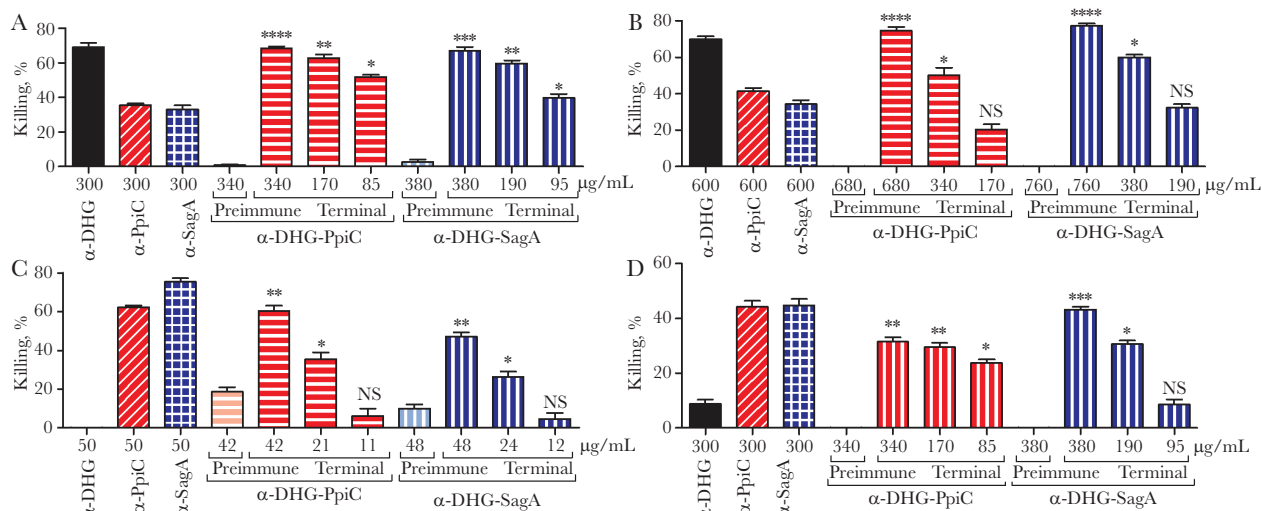 A
Killing, %
80
60
40
20
0
**** ** * *** ** *
300 300 300 340 340 170 85 380 380 190 95 μg/mL
α-DHG α-PpiC α-SagA
Preimmune Terminal Preimmune Terminal
α-DHG-PpiC α-DHG-SagA
B
Killing, %
80
60
40
20
0
**** * NS **** * NS
600 600 600 680 680 340 170 760 760 380 190 μg/mL
α-DHG α-PpiC α-SagA
Preimmune Terminal Preimmune Terminal
α-DHG-PpiC α-DHG-SagA
C
Killing, %
80
60
40
20
0
** * NS ** * NS
50 50 50 42 42 21 11 48 48 24 12 μg/mL
α-DHG α-PpiC α-SagA
Preimmune Terminal Preimmune Terminal
α-DHG-PpiC α-DHG-SagA
D
Killing, %
60
40
20
0
** ** * *** * NS
300 300 300 340 340 170 85 380 380 190 95 μg/mL
α-DHG α-PpiC α-SagA
Preimmune Terminal Preimmune Terminal
α-DHG-PpiC α-DHG-SagA